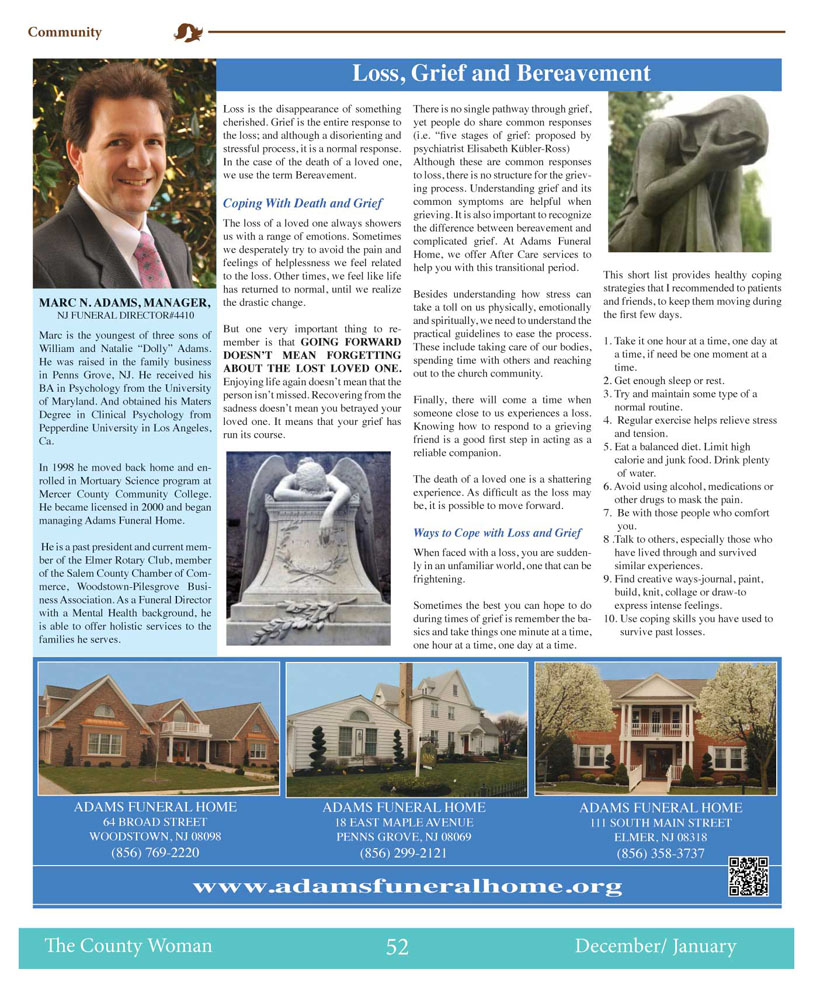 Community
Loss, Grief and Bereavement
MARC N. ADAMS, MANAGER,
NJ FUNERAL DIRECTOR#4410
Marc is the youngest of three sons of
William and Natalie “Dolly” Adams.
He was raised in the family business
in Penns Grove, NJ. He received his
BA in Psychology from the University
of Maryland. And obtained his Maters
Degree in Clinical Psychology from
Pepperdine University in Los Angeles,
Ca.
In 1998 he moved back home and en-
rolled in Mortuary Science program at
Mercer County Community College.
He became licensed in 2000 and began
managing Adams Funeral Home.
He is a past president and current mem-
ber of the Elmer Rotary Club, member
of the Salem County Chamber of Com-
merce, Woodstown-Pilesgrove Busi-
ness Association. As a Funeral Director
with a Mental Health background, he
is able to offer holistic services to the
families he serves.
Loss is the disappearance of something
cherished. Grief is the entire response to
the loss; and although a disorienting and
stressful process, it is a normal response.
In the case of the death of a loved one,
we use the term Bereavement.
Coping With Death and Grief
The loss of a loved one always showers
us with a range of emotions. Sometimes
we desperately try to avoid the pain and
feelings of helplessness we feel related
to the loss. Other times, we feel like life
has returned to normal, until we realize
the drastic change.
But one very important thing to re-
member is that GOING FORWARD
DOESN’T MEAN FORGETTING
ABOUT THE LOST LOVED ONE.
Enjoying life again doesn’t mean that the
person isn’t missed. Recovering from the
sadness doesn’t mean you betrayed your
loved one. It means that your grief has
run its course.
There is no single pathway through grief,
yet people do share common responses
(i.e. “five stages of grief: proposed by
psychiatrist Elisabeth Kübler-Ross)
Although these are common responses
to loss, there is no structure for the griev-
ing process. Understanding grief and its
common symptoms are helpful when
grieving. It is also important to recognize
the difference between bereavement and
complicated grief. At Adams Funeral
Home, we offer After Care services to
help you with this transitional period.
Besides understanding how stress can
take a toll on us physically, emotionally
and spiritually, we need to understand the
practical guidelines to ease the process.
These include taking care of our bodies,
spending time with others and reaching
out to the church community.
Finally, there will come a time when
someone close to us experiences a loss.
Knowing how to respond to a grieving
friend is a good first step in acting as a
reliable companion.
The death of a loved one is a shattering
experience. As difficult as the loss may
be, it is possible to move forward.
Ways to Cope with Loss and Grief
When faced with a loss, you are sudden-
ly in an unfamiliar world, one that can be
frightening.
Sometimes the best you can hope to do
during times of grief is remember the ba-
sics and take things one minute at a time,
one hour at a time, one day at a time.
This short list provides healthy coping
strategies that I recommended to patients
and friends, to keep them moving during
the first few days.
1. Take it one hour at a time, one day at
a time, if need be one moment at a
time.
2. Get enough sleep or rest.
3. Try and maintain some type of a
normal routine.
4. Regular exercise helps relieve stress
and tension.
5. Eat a balanced diet. Limit high
calorie and junk food. Drink plenty
of water.
6. Avoid using alcohol, medications or
other drugs to mask the pain.
7. Be with those people who comfort
you.
8 .Talk to others, especially those who
have lived through and survived
similar experiences.
9. Find creative ways-journal, paint,
build, knit, collage or draw-to
express intense feelings.
10. Use coping skills you have used to
survive past losses.
ADAMS FUNERAL HOME
64 BROAD STREET
WOODSTOWN, NJ 08098
(856) 769-2220
ADAMS FUNERAL HOME
18 EAST MAPLE AVENUE
PENNS GROVE, NJ 08069
(856) 299-2121
ADAMS FUNERAL HOME
111 SOUTH MAIN STREET
ELMER, NJ 08318
(856) 358-3737
www.adamsfuneralhome.org
The County Woman
52
December/ January